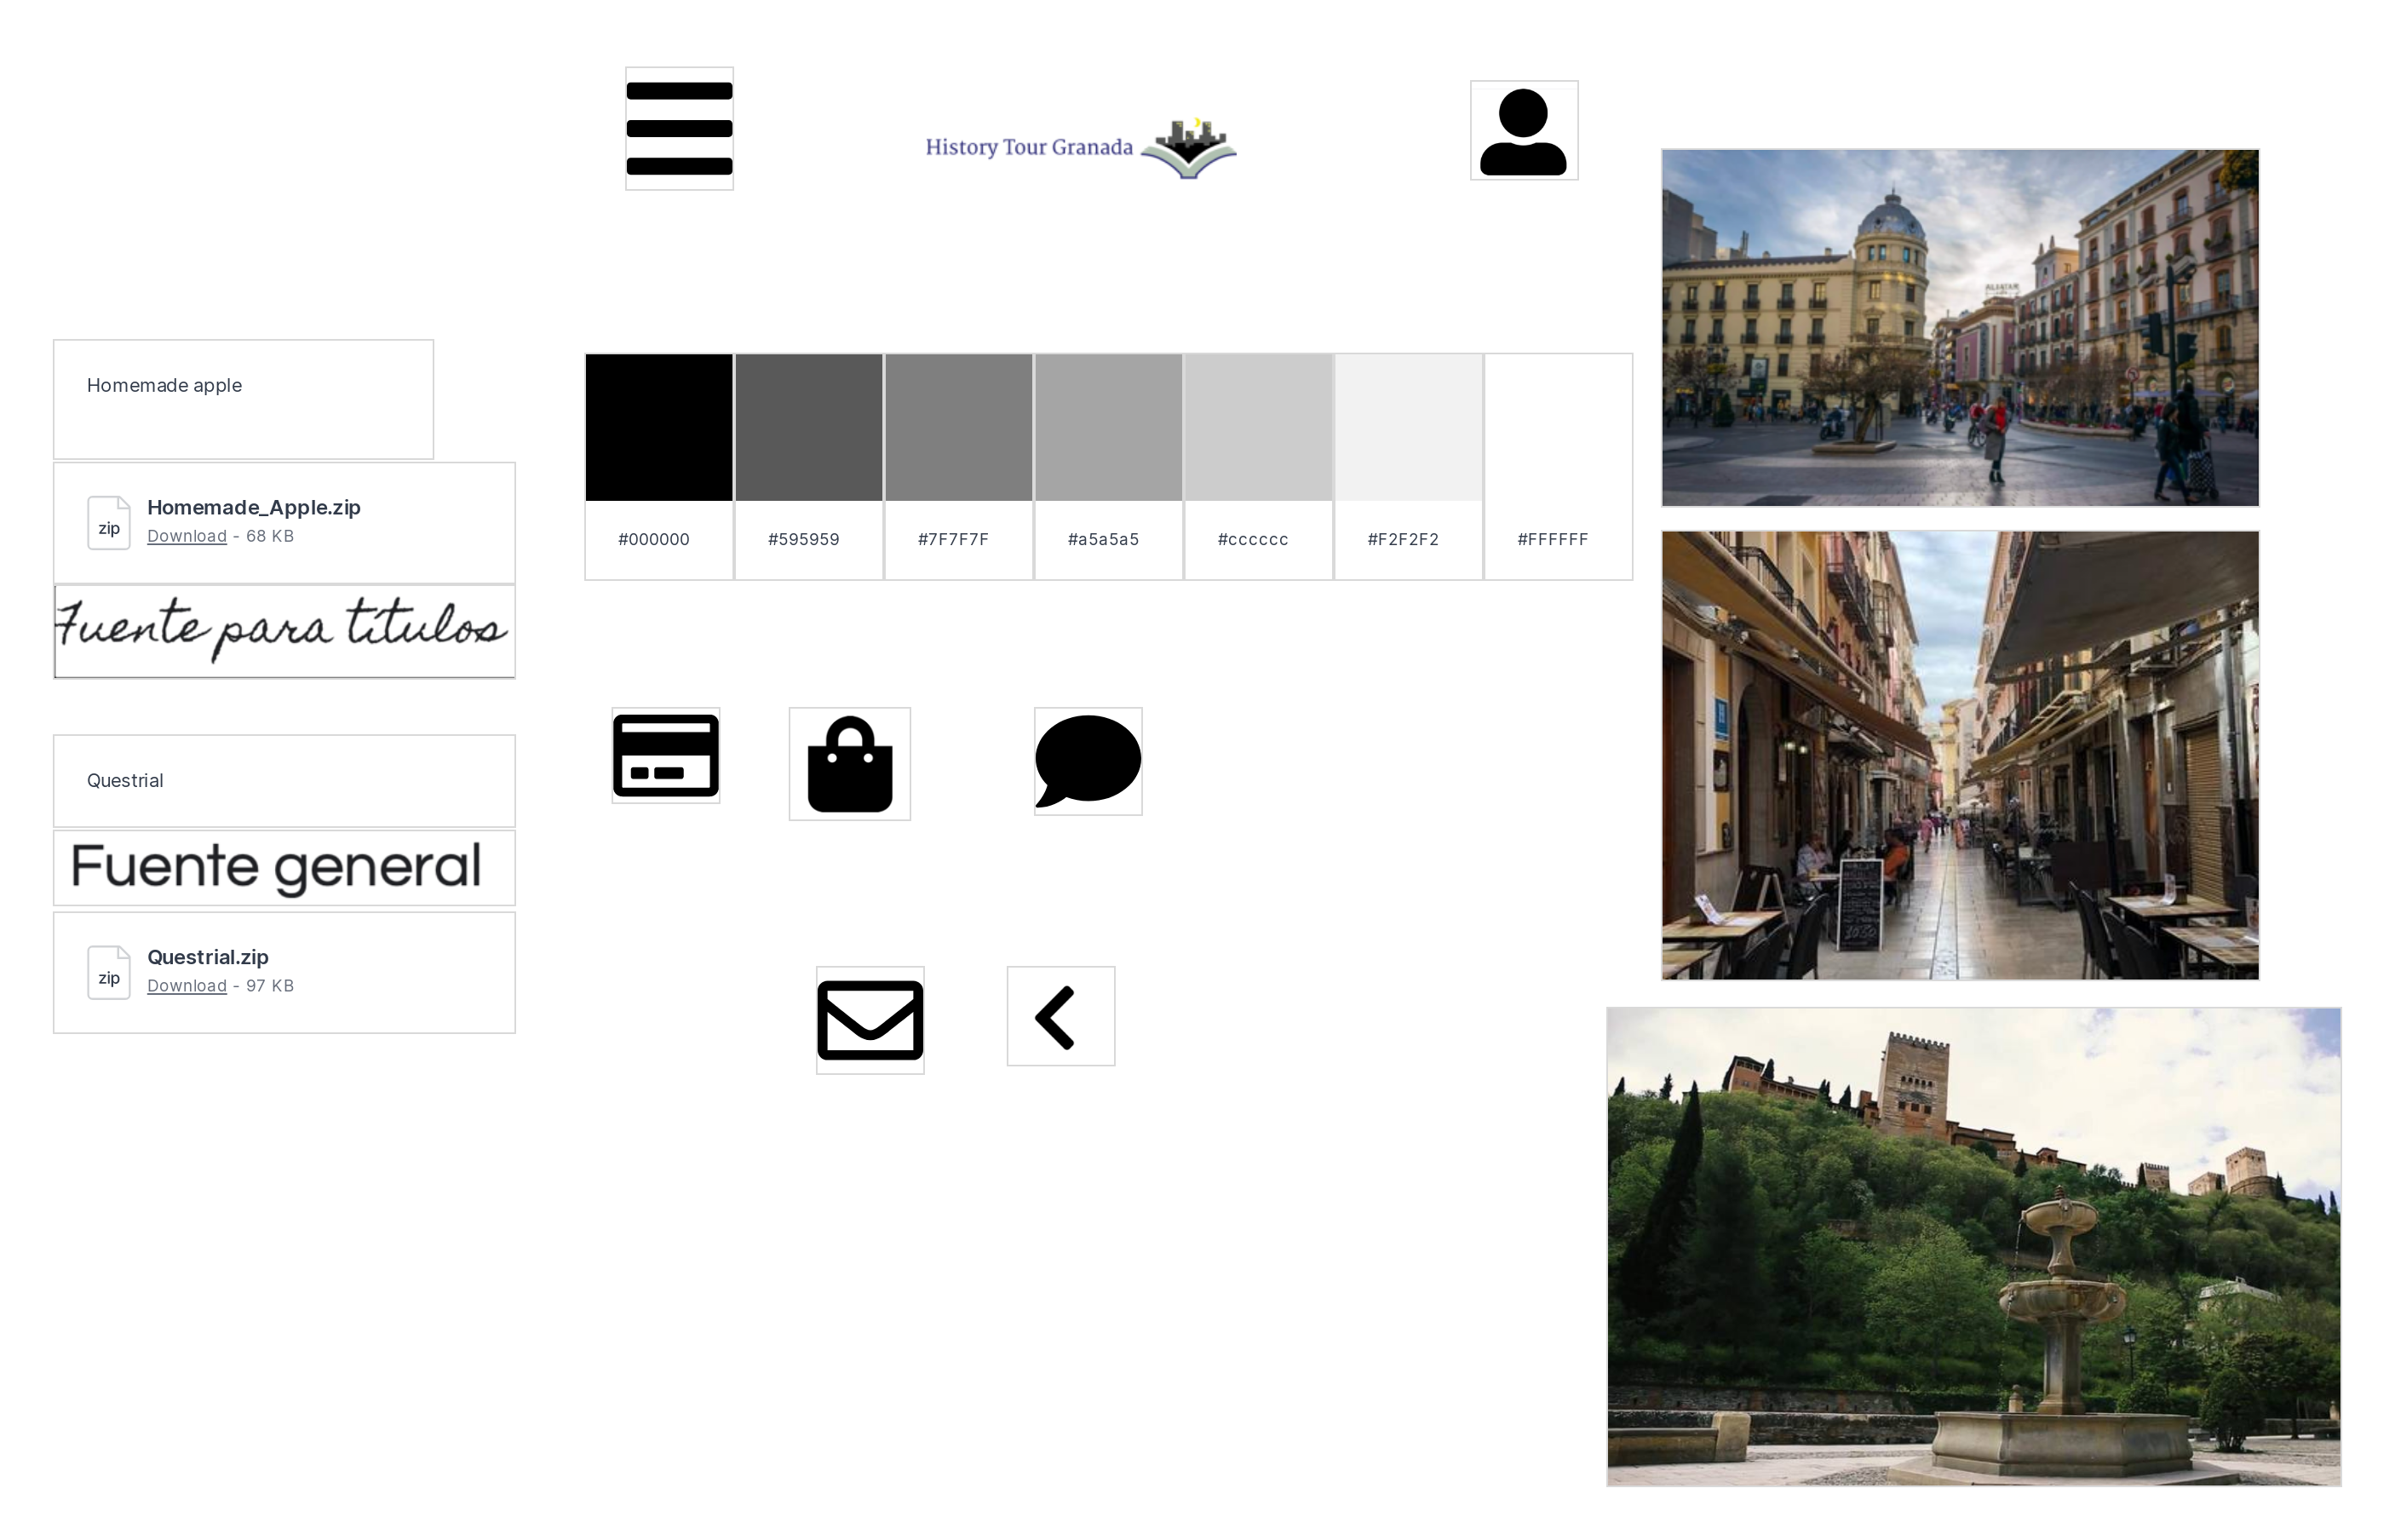 History Tour Granada
Homemade apple
zip
Homemade_Apple.zip
Download - 68 KB
Fuente para títulos
Questrial
Fuente general
zip
Questrial.zip
Download - 97 KB
#000000
#595959
#7F7F7F
#a5a5a5
#cccccc
#F2F2F2
#FFFFFF